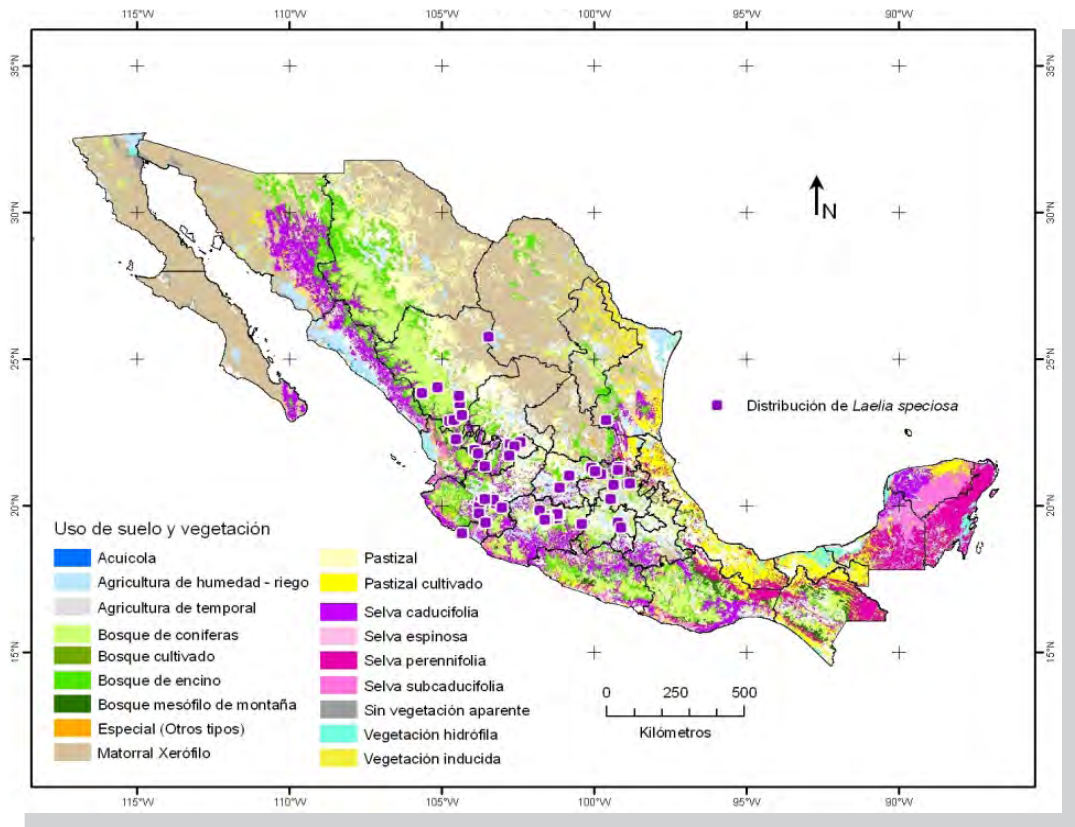 115°W 110°W 105°W 100°W 95°W 90°W
35°N 35°N
30°N 30°N
N
25°N 25°N
Distribución de Laelia speciosa
20°N 20°N
15°N 15°N
Uso de suelo y vegetación
Acuicola
Agricultura de humedad - riego
Agricultura de temporal
Bosque de coniferas
Bosque cultivado
Bosque de encino
Bosque mesófilo de montaña
Especial (Otros tipos)
Matorral Xerófilo
Pastizal
Pastizal cultivado
Selva caducifolia
Selva espinosa
Selva perennifolia
Selva subcaducifolia
Sin vegetación aparente
Vegetación hidrófila
Vegetación inducida
0 250 500
Kilómetros
115°W 110°W 105°W 100°W 95°W 90°W